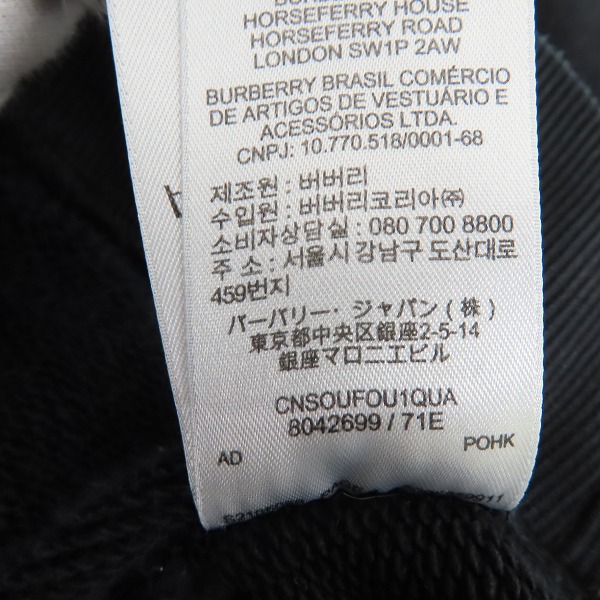 HORSEFERRY HOUSE
HORSEFERRY ROAD
LONDON SW1P 2AW
BURBERRY BRASIL COMÉRCIO
DE ARTIGOS DE VESTUÁRIO E
ACESSÓRIOS LTDA.
CNPJ: 10.770.518/0001-68
제조원 : 버버리
수입원 : 버버리코리아㈜
소비자상담실 : 080 700 8800
주 소 : 서울시 강남구 도산대로
459번지
バーバリー・ジャパン(株)
東京都中央区銀座2-5-14
銀座マロニエビル
CNSOUFOU1QUA
8042699 / 71E
AD
POHK